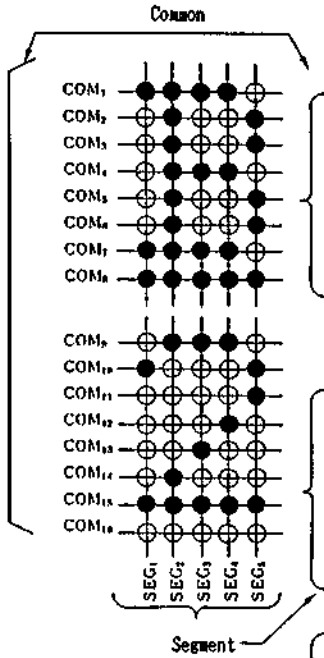 Common
COM₁
COM₂
COM₃
COM₄
COM₅
COM₆
COM₇
COM₈
COM₉
COM₁₀
COM₁₁
COM₁₂
COM₁₃
COM₁₄
COM₁₅
COM₁₆
SEG₁ SEG₂ SEG₃ SEG₄ SEG₅
Segment